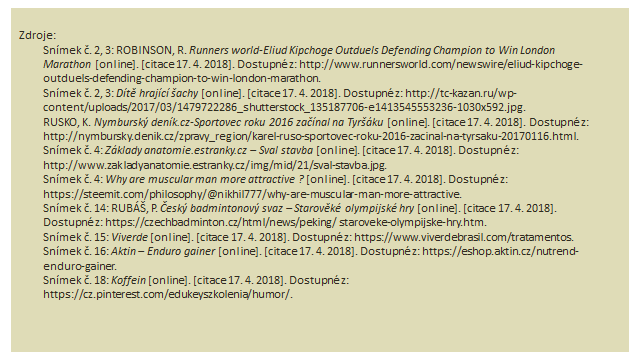 Zdroje:
Snímek č. 2, 3: ROBINSON, R. Runners world-Eliud Kipchoge Outduels Defending Champion to Win London
Marathon [online]. [citace 17. 4. 2018]. Dostupnéz: http://www.runnersworld.com/newswire/eliud-kipchoge-
outduels-defending-champion-to-win-london-marathon.
Snímek č. 2, 3: Dítě hrající šachy [online]. [citace 17. 4. 2018]. Dostupnéz: http://tc-kazan.ru/wp-
content/uploads/2017/03/1479722286_shutterstock_135187706-e1413545553236-1030x592.jpg.
RUSKO, K. Nymburský deník.cz-Sportovec roku 2016 začínal na Tyršáku [online]. [citace 17. 4. 2018]. Dostupnéz:
http://nymbursky.denik.cz/zpravy_region/karel-ruso-sportovec-roku-2016-zacinal-na-tyrsaku-20170116.html.
Snímek č. 4: Základy anatomie.estranky.cz – Sval stavba [online]. [citace 17. 4. 2018]. Dostupnéz:
http://www.zakladyanatomie.estranky.cz/img/mid/21/sval-stavba.jpg.
Snímek č. 4: Why are muscular man more attractive ? [online]. [citace 17. 4. 2018]. Dostupnéz:
https://steemit.com/philosophy/@nikhil777/why-are-muscular-man-more-attractive.
Snímek č. 14: RUBÁŠ, P. Český badmintonový svaz – Starověké olympijské hry [online]. [citace 17. 4. 2018].
Dostupnéz: https://czechbadminton.cz/html/news/peking/ staroveke-olympijske-hry.htm.
Snímek č. 15: Viverde [online]. [citace 17. 4. 2018]. Dostupnéz: https://www.viverdebrasil.com/tratamentos.
Snímek č. 16: Aktin – Enduro gainer [online]. [citace 17. 4. 2018]. Dostupnéz: https://eshop.aktin.cz/nutrend-
enduro-gainer.
Snímek č. 18: Koffein [online]. [citace 17. 4. 2018]. Dostupnéz:
https://cz.pinterest.com/edukeyszkolenia/humor/.